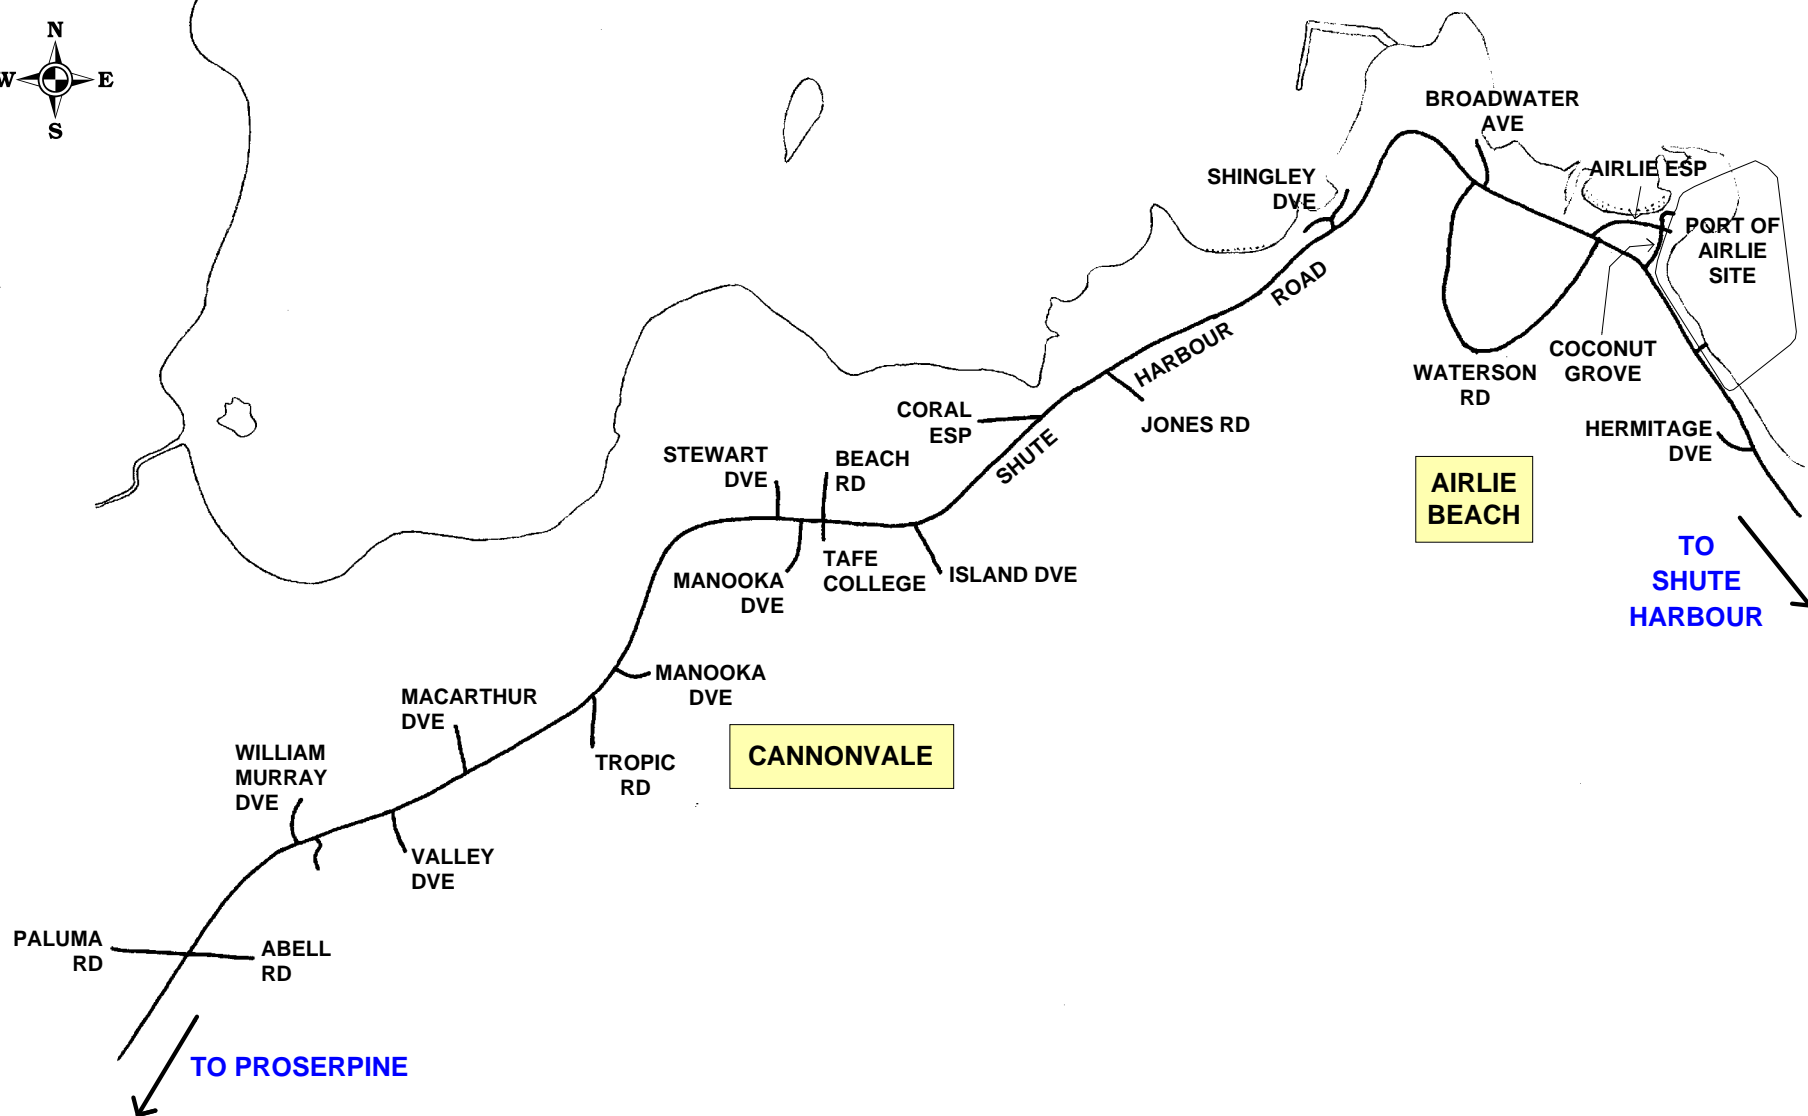 N
W
E
S
BROADWATER
AVE
AIRLIE ESP
SHINGLEY
DVE
PORT OF
AIRLIE
SITE
SHUTE
HARBOUR
ROAD
COCONUT
GROVE
WATERSON
RD
CORAL
ESP
JONES RD
HERMITAGE
DVE
STEWART
DVE
BEACH
RD
AIRLIE
BEACH
TAFE
COLLEGE
ISLAND DVE
MANOOKA
DVE
TO
SHUTE
HARBOUR
MANOOKA
DVE
MACARTHUR
DVE
TROPIC
RD
CANNONVALE
WILLIAM
MURRAY
DVE
VALLEY
DVE
PALUMA
RD
ABELL
RD
TO PROSERPINE